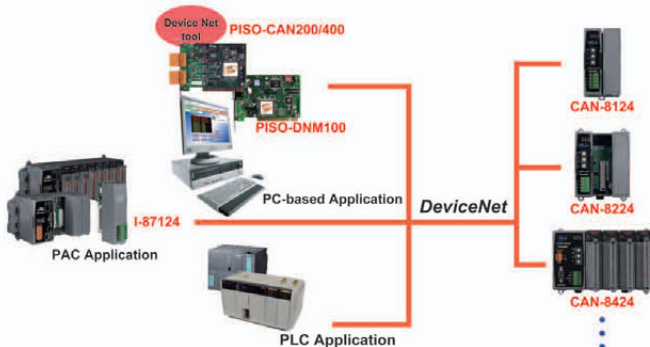 Device Net
tool
PISO-CAN200/400
PISO-DNM100
PC-based Application
I-87124
PAC Application
DeviceNet
PLC Application
CAN-8124
CAN-8224
CAN-8424